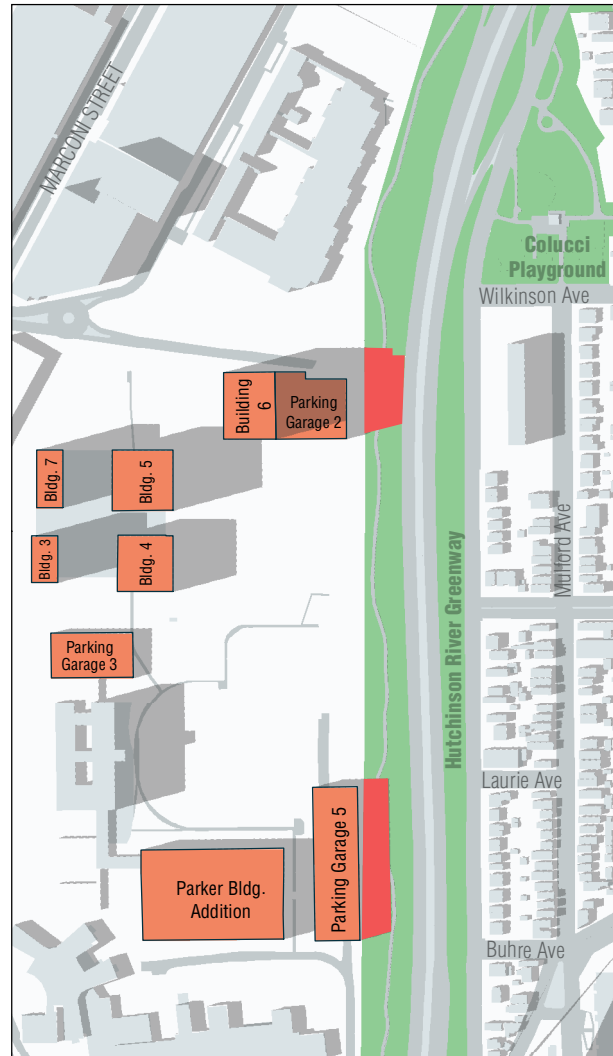 MARCONI STREET
Colucci
Playground
Wilkinson Ave
Building
6
Parking
Garage 2
Bldg. 7
Bldg. 5
Bldg. 3
Bldg. 4
Mulford Ave
Parking
Garage 3
Hutchinson River Greenway
Laurie Ave
Parking Garage 5
Parker Bldg.
Addition
Buhre Ave